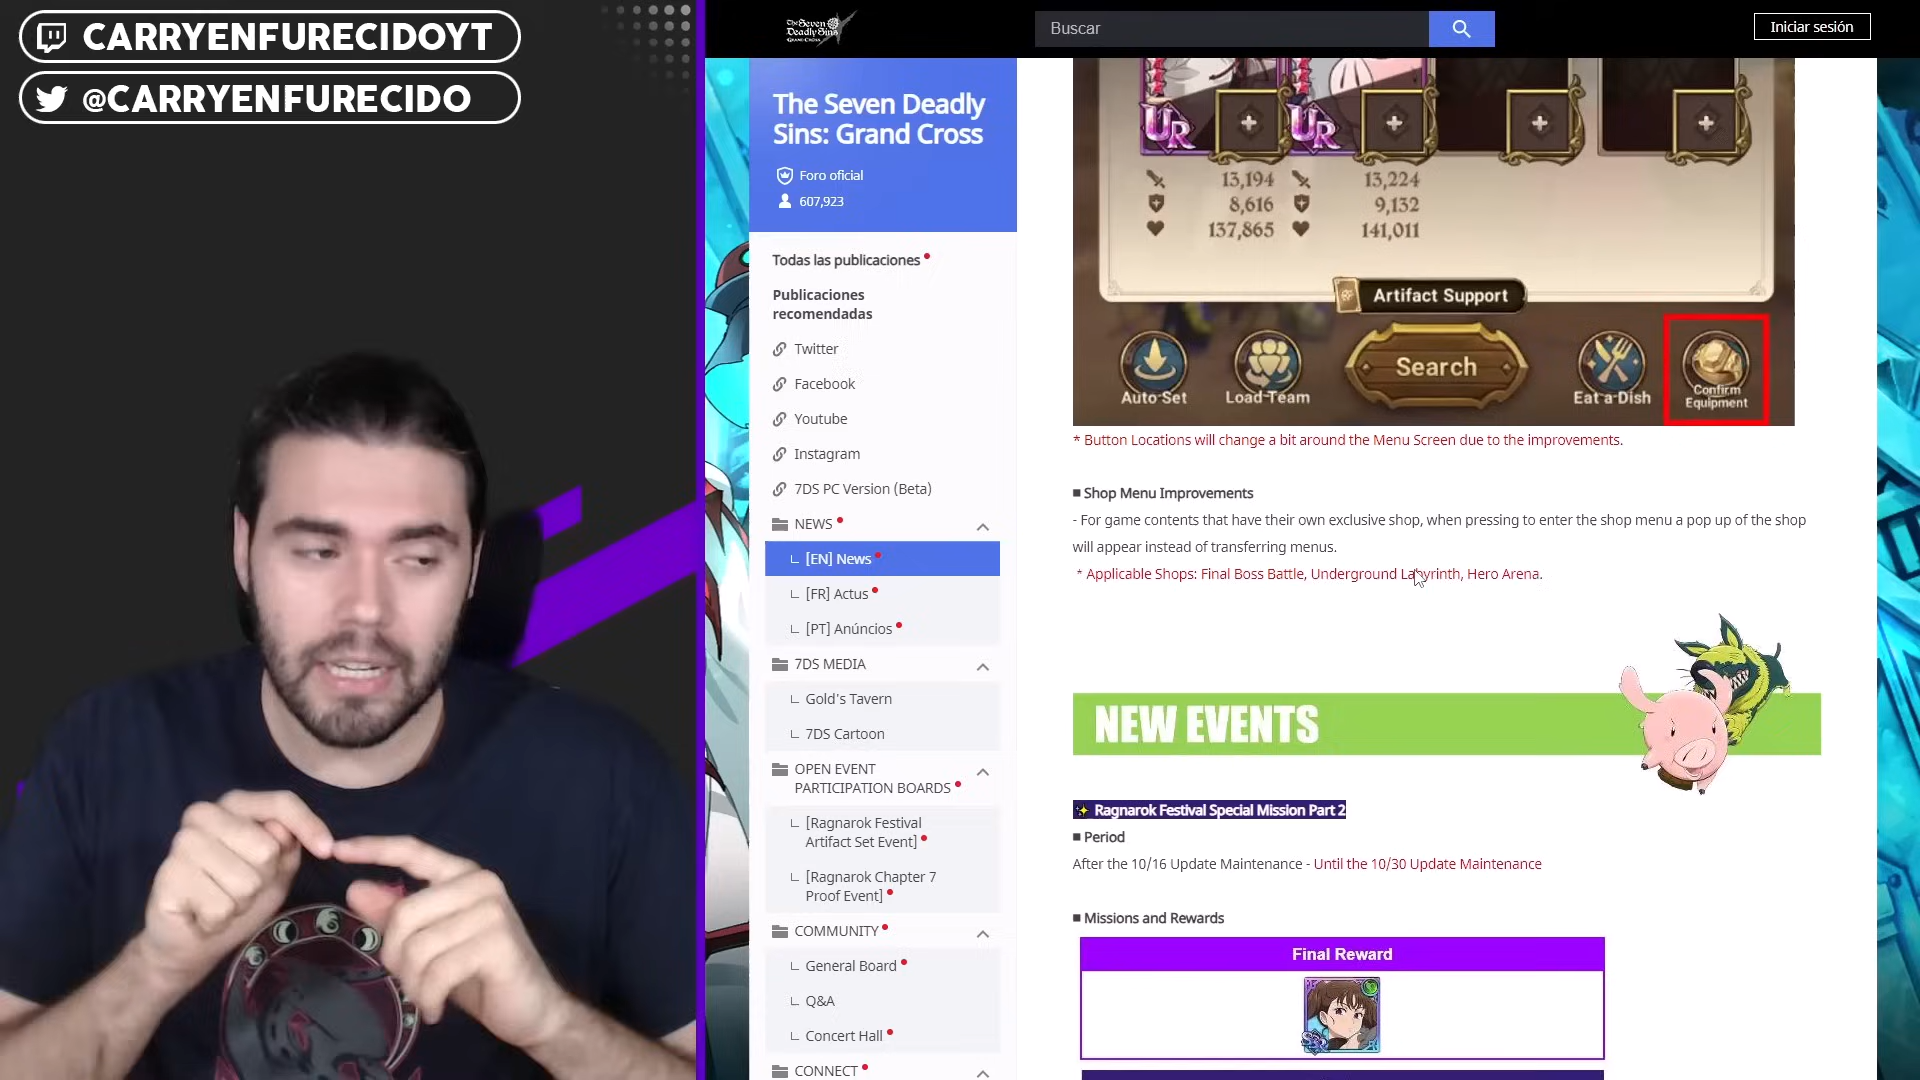 CARRYENFURECIDOYT
@CARRYENFURECIDO
The Seven
Deadly Sins
GRAND CROSS
Buscar
Iniciar sesión
The Seven Deadly
Sins: Grand Cross
Foro oficial
607,923
Todas las publicaciones
Publicaciones
recomendadas
Twitter
Facebook
Youtube
Instagram
7DS PC Version (Beta)
NEWS
[EN] News
[FR] Actus
[PT] Anúncios
7DS MEDIA
Gold's Tavern
7DS Cartoon
OPEN EVENT
PARTICIPATION BOARDS
[Ragnarok Festival
Artifact Set Event]
[Ragnarok Chapter 7
Proof Event]
COMMUNITY
General Board
Q&A
Concert Hall
CONNECT
UR
UR
13,194
13,224
8,616
9,132
137,865
141,011
Artifact Support
Auto Set
Load Team
Search
Eat a Dish
Confirm
Equipment
* Button Locations will change a bit around the Menu Screen due to the improvements.
■ Shop Menu Improvements
- For game contents that have their own exclusive shop, when pressing to enter the shop menu a pop up of the shop
will appear instead of transferring menus.
* Applicable Shops: Final Boss Battle, Underground Labyrinth, Hero Arena.
NEW EVENTS
✨ Ragnarok Festival Special Mission Part 2
■ Period
After the 10/16 Update Maintenance - Until the 10/30 Update Maintenance
■ Missions and Rewards
Final Reward
SR